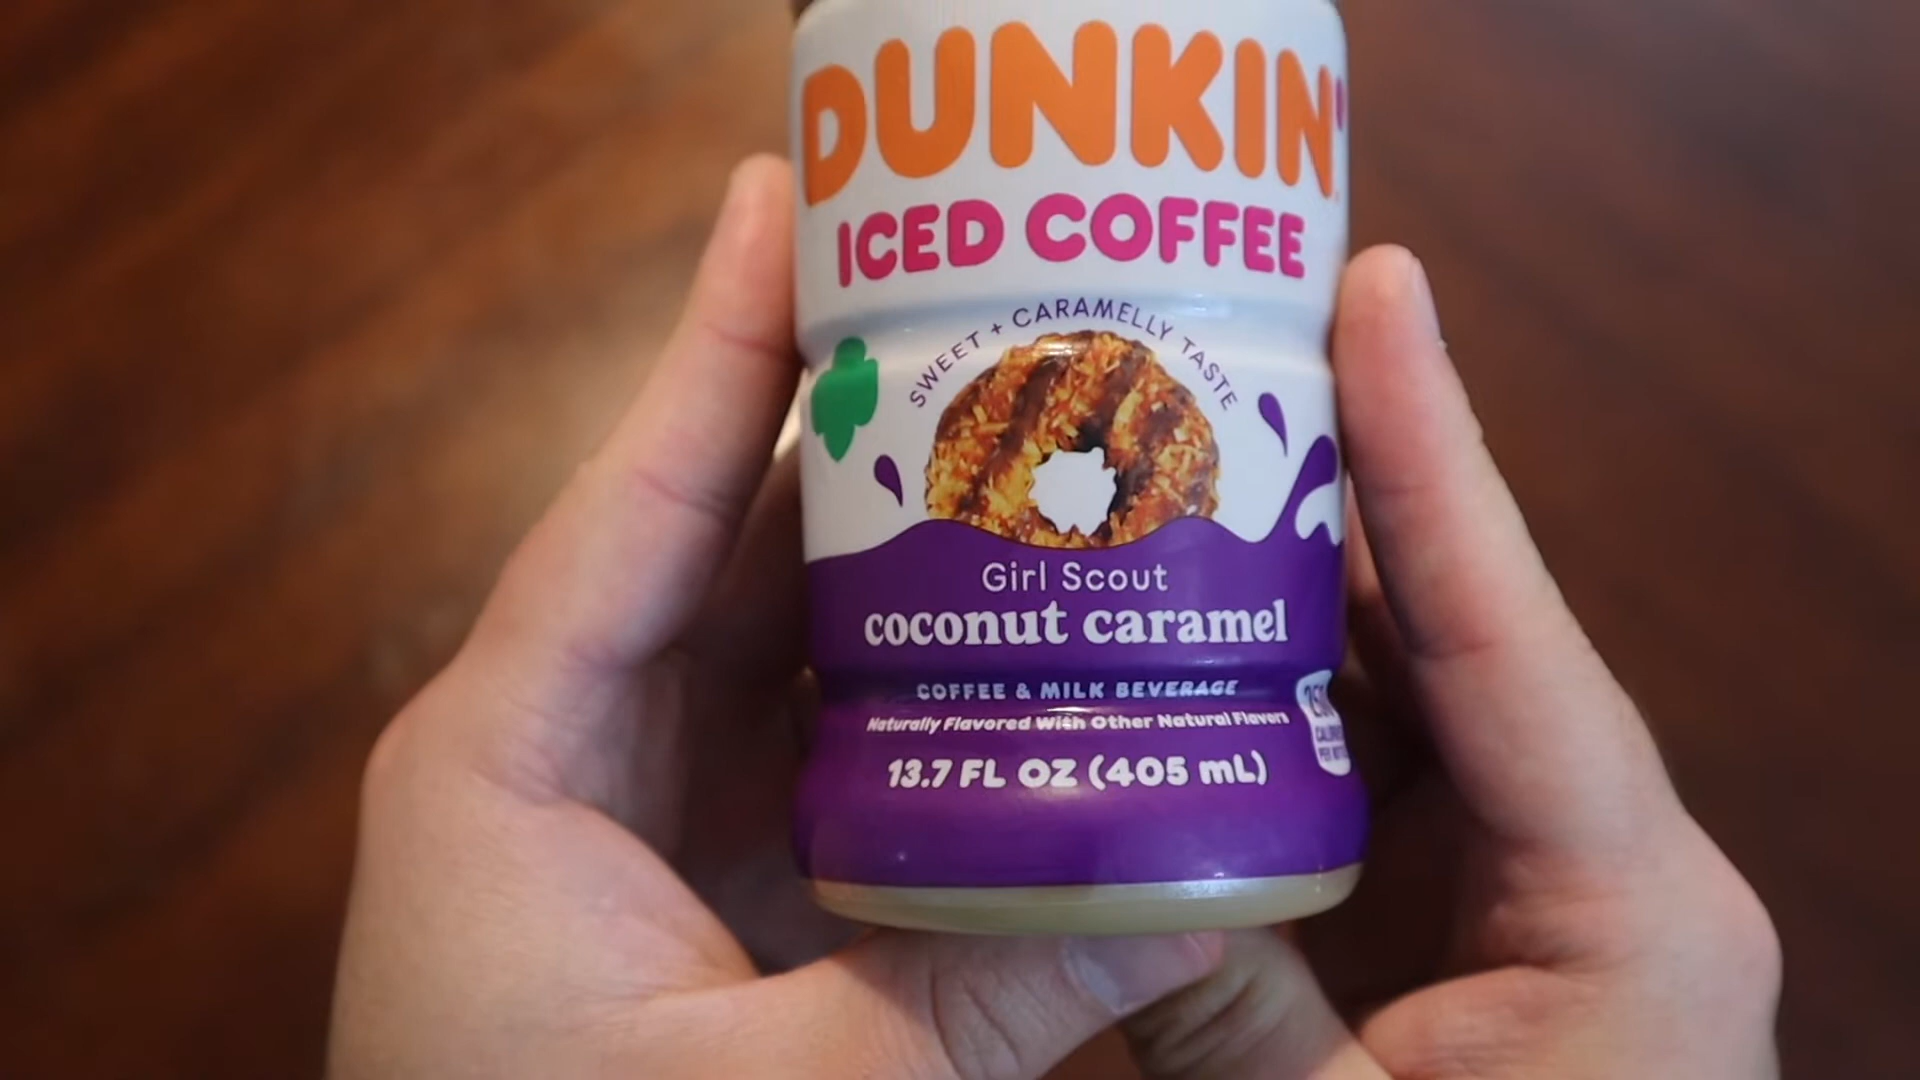 DUNKIN'
ICED COFFEE
SWEET + CARAMELLY TASTE
Girl Scout
coconut caramel
COFFEE & MILK BEVERAGE
Naturally Flavored With Other Natural Flavors
13.7 FL OZ (405 mL)